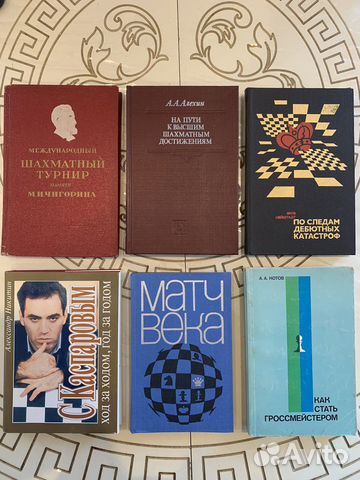 МЕЖДУНАРОДНЫЙ
ШАХМАТНЫЙ
ТУРНИР
ПАМЯТИ
М.И.ЧИГОРИНА
А.А.Алехин
НА ПУТИ
К ВЫСШИМ
ШАХМАТНЫМ
ДОСТИЖЕНИЯМ
ПО СЛЕДАМ
ДЕБЮТНЫХ
КАТАСТРОФ
Александр Никитин
С Каспаровым
ХОД ЗА ХОДОМ, ГОД ЗА ГОДОМ
МАТЧ
ВЕКА
А. А. КОТОВ
КАК
СТАТЬ
ГРОССМЕЙСТЕРОМ
Avito